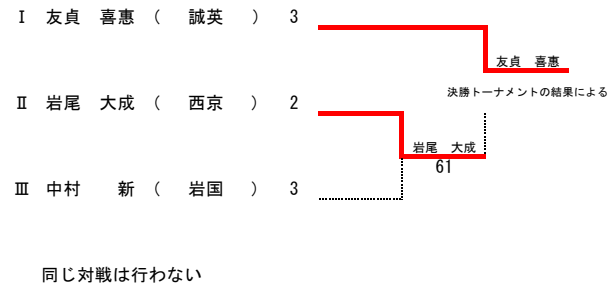 Ⅰ 友貞 喜惠 ( 誠英 ) 3
友貞 喜惠
決勝トーナメントの結果による
Ⅱ 岩尾 大成 ( 西京 ) 2
岩尾 大成
61
Ⅲ 中村 新 ( 岩国 ) 3
同じ対戦は行わない